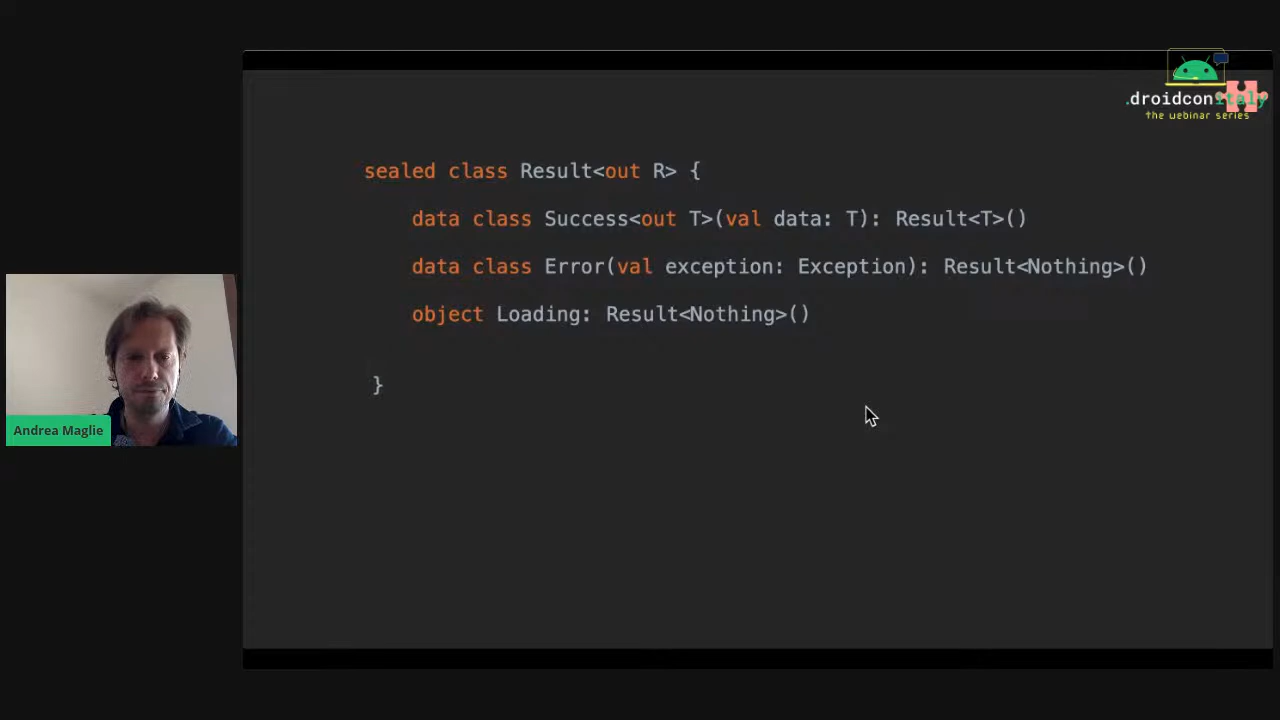 .droidconitaly
the webinar series
sealed class Result<out R> {
data class Success<out T>(val data: T): Result<T>()
data class Error(val exception: Exception): Result<Nothing>()
object Loading: Result<Nothing>()
}
Andrea Maglie